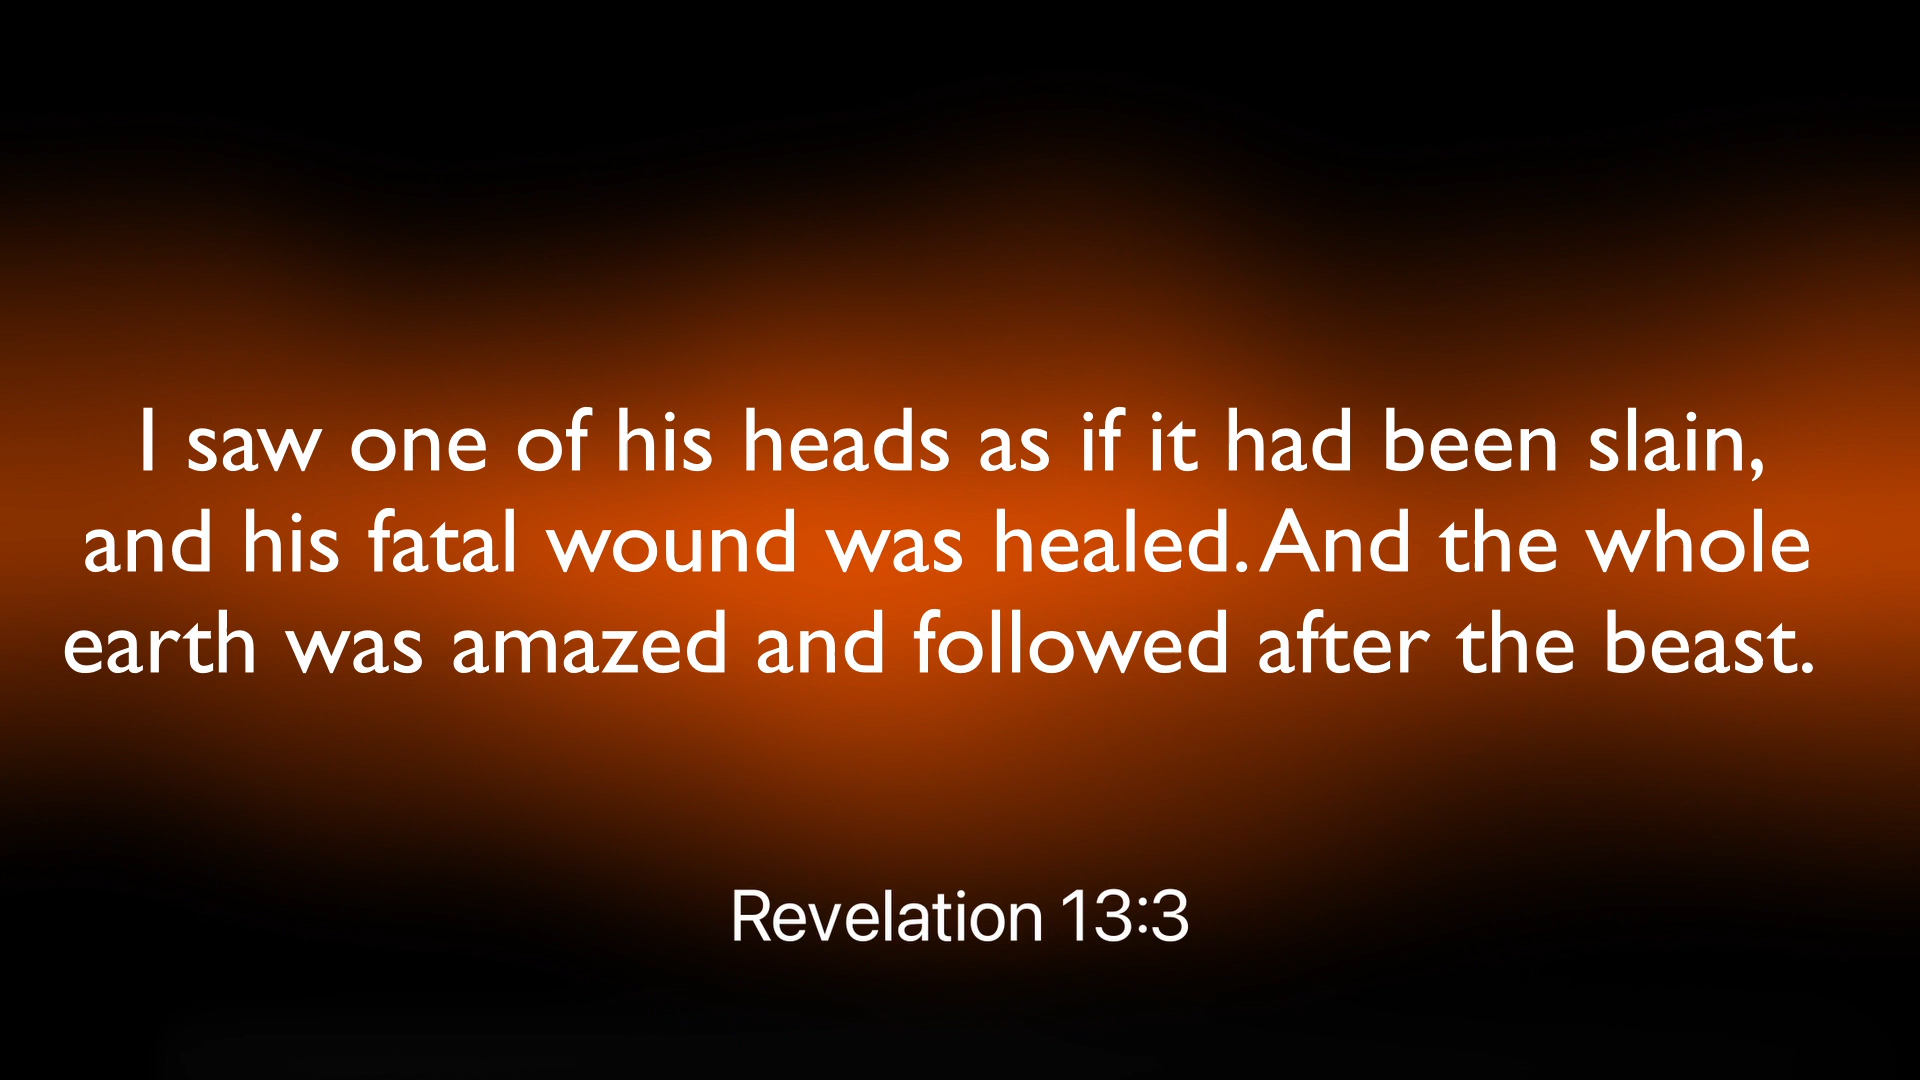 I saw one of his heads as if it had been slain,
and his fatal wound was healed. And the whole
earth was amazed and followed after the beast.
Revelation 13:3